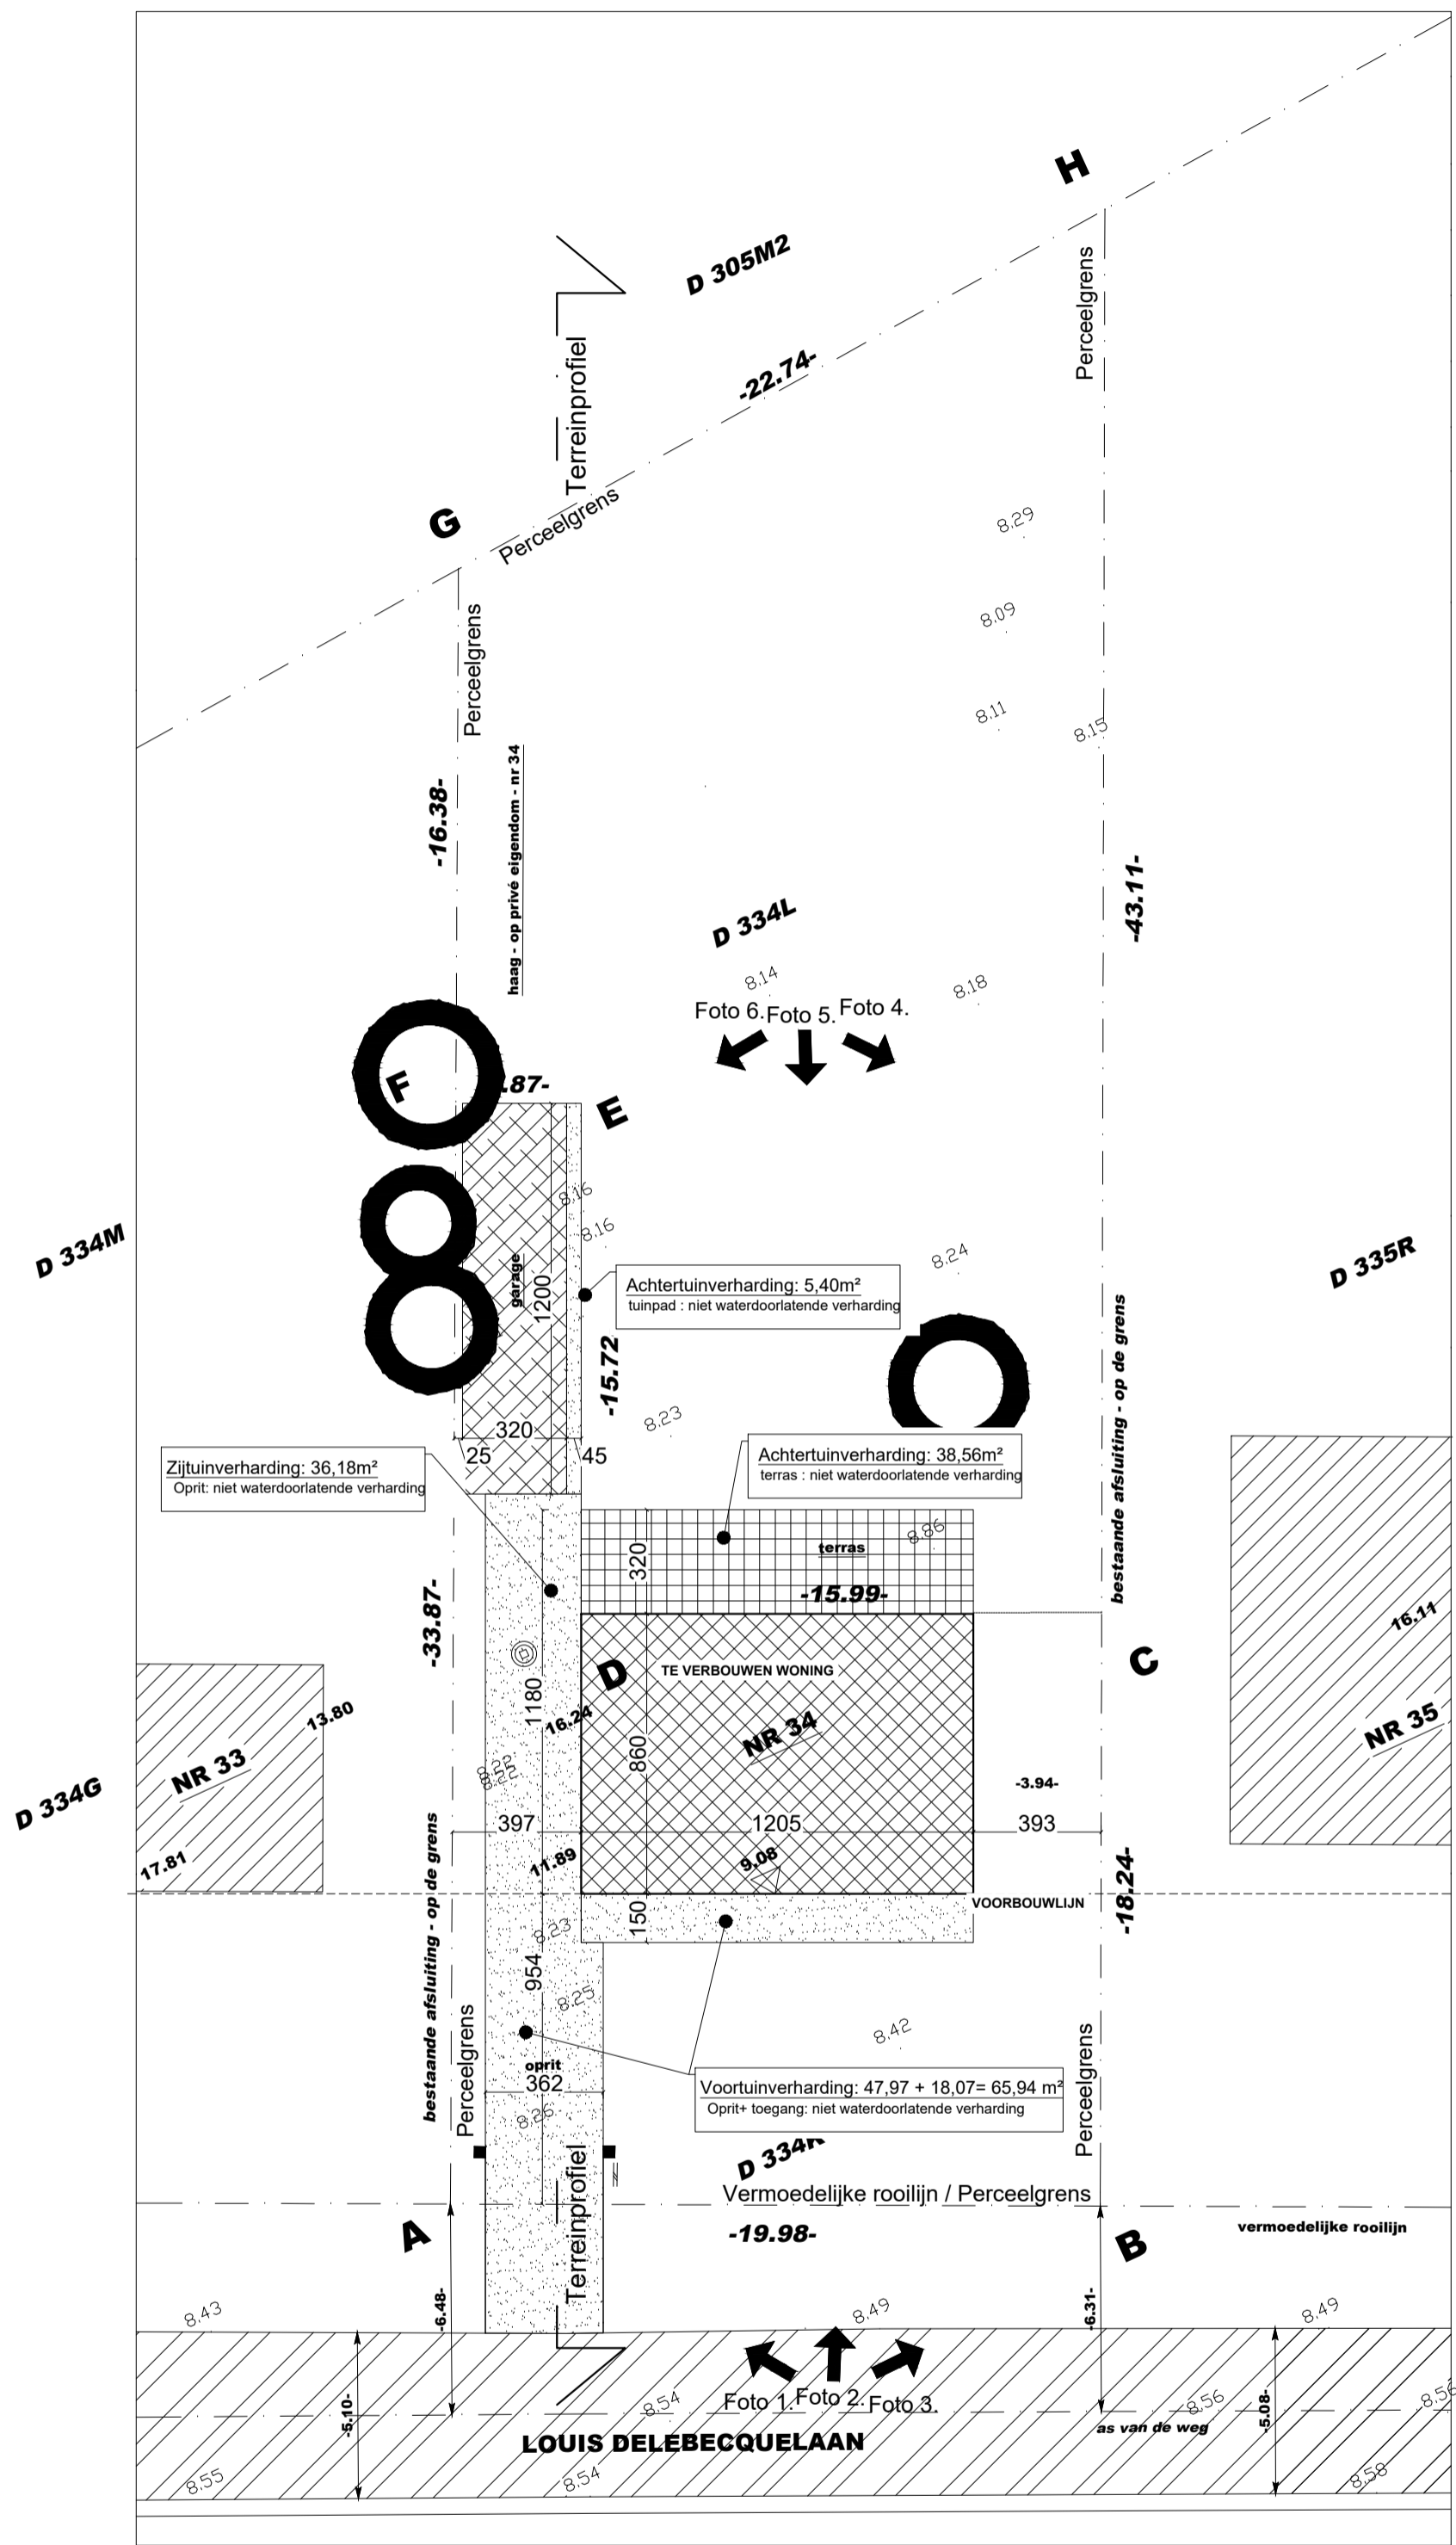 H
D 305M2
Perceelgrens
Terreinprofiel
-22.74-
G
Perceelgrens
8.29
8.09
Perceelgrens
8.11
8.15
haag - op privé eigendom - nr 34
-16.38-
-43.11-
D 334L
8.14
8.18
Foto 6.
Foto 5.
Foto 4.
F
.87-
E
8.16
8.16
D 334M
D 335R
8.24
garage
1200
Achtertuinverharding: 5,40m²
tuinpad : niet waterdoorlatende verharding
-15.72
bestaande afsluiting - op de grens
8.23
320
25
45
Zijtuinverharding: 36,18m²
Oprit: niet waterdoorlatende verharding
Achtertuinverharding: 38,56m²
terras : niet waterdoorlatende verharding
8.86
terras
320
-15.99-
-33.87-
16.11
D
TE VERBOUWEN WONING
C
1180
16.24
13.80
NR 33
NR 34
NR 35
860
8.22
D 334G
-3.94-
397
1205
393
17.81
11.89
9.08
bestaande afsluiting - op de grens
-18.24-
VOORBOUWLIJN
150
8.23
954
8.25
8.42
Perceelgrens
Perceelgrens
oprit
362
Voortuinverharding: 47,97 + 18,07= 65,94 m²
Oprit+ toegang: niet waterdoorlatende verharding
8.26
D 334K
Terreinprofiel
Vermoedelijke rooilijn / Perceelgrens
A
-19.98-
B
vermoedelijke rooilijn
-6.48-
-6.31-
8.43
8.49
8.49
Foto 1.
Foto 2.
Foto 3.
8.54
8.56
8.56
-5.10-
-5.08-
as van de weg
LOUIS DELEBECQUELAAN
8.55
8.54
8.58